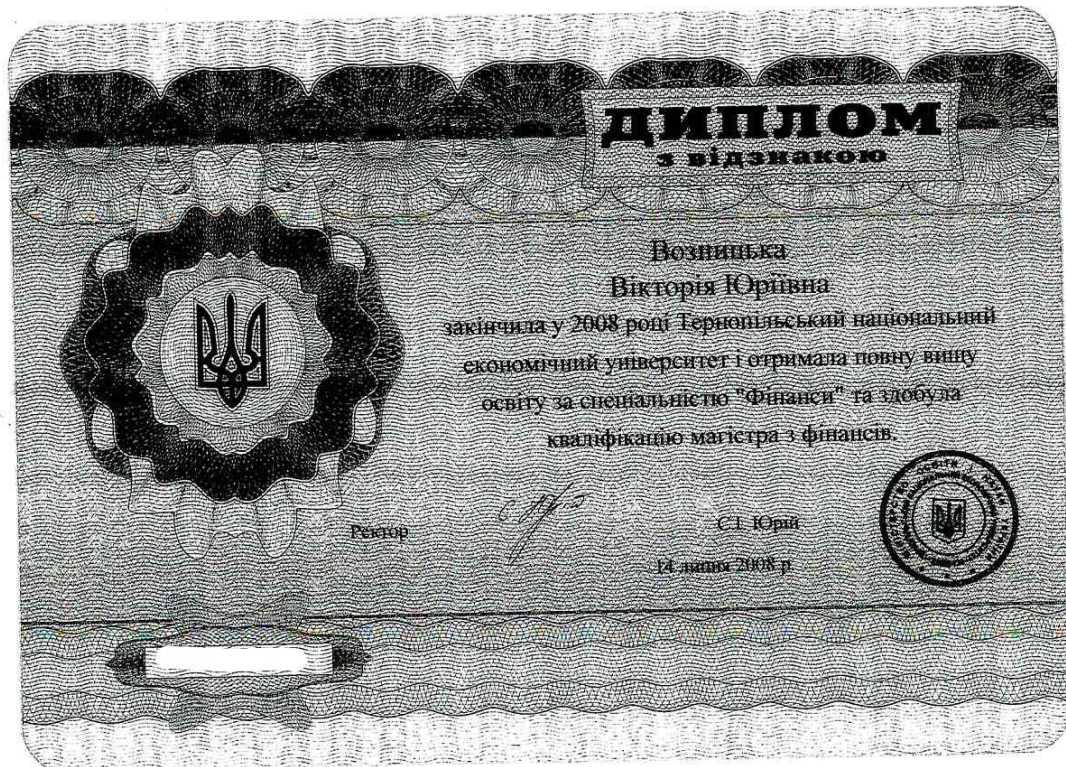 ДИПЛОМ
з відзнакою
Возницька
Вікторія Юріївна
закінчила у 2008 році Тернопільський національний
економічний університет і отримала повну вищу
освіту за спеціальністю "Фінанси" та здобула
кваліфікацію магістра з фінансів.
Ректор
С.І. Юрій
14 липня 2008 р.